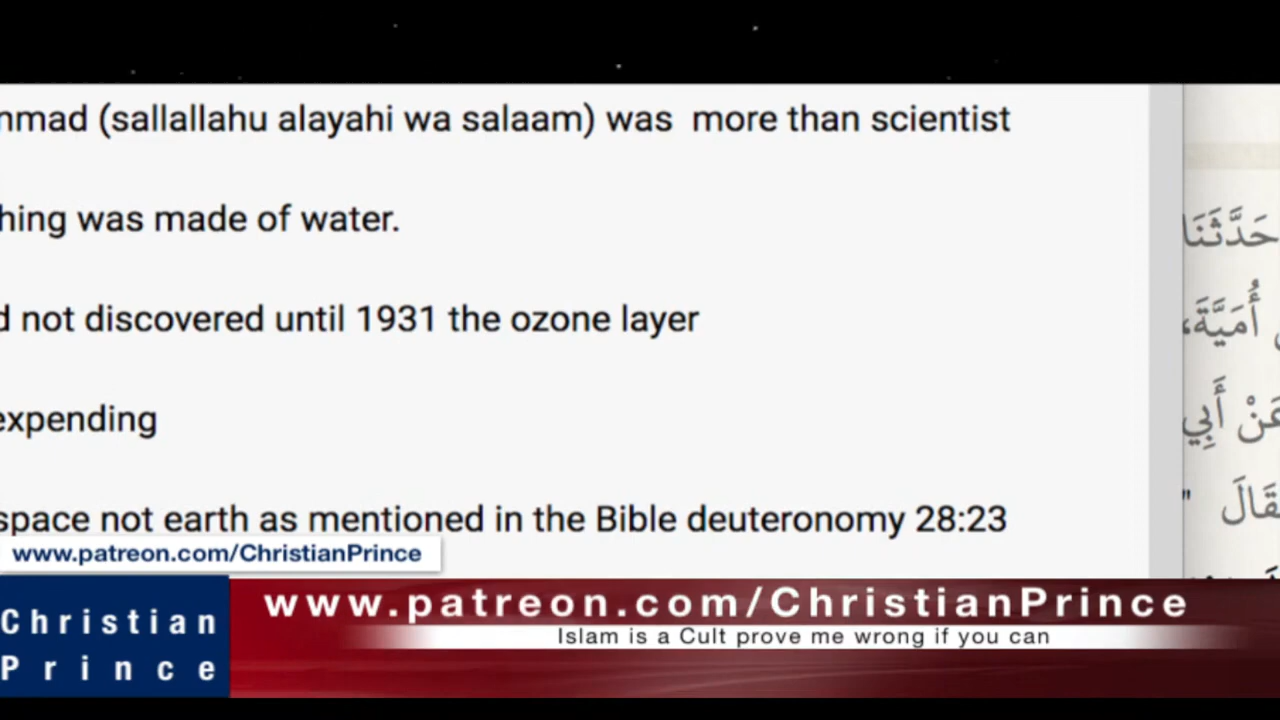 nmad (sallallahu alayahi wa salaam) was more than scientist
hing was made of water.
d not discovered until 1931 the ozone layer
expending
space not earth as mentioned in the Bible deuteronomy 28:23
حَدَّثَنَا
أُمَيَّةَ،
عَنْ أَبِي
" قَالَ
www.patreon.com/ChristianPrince
Christian
Prince
www.patreon.com/ChristianPrince
Islam is a Cult prove me wrong if you can